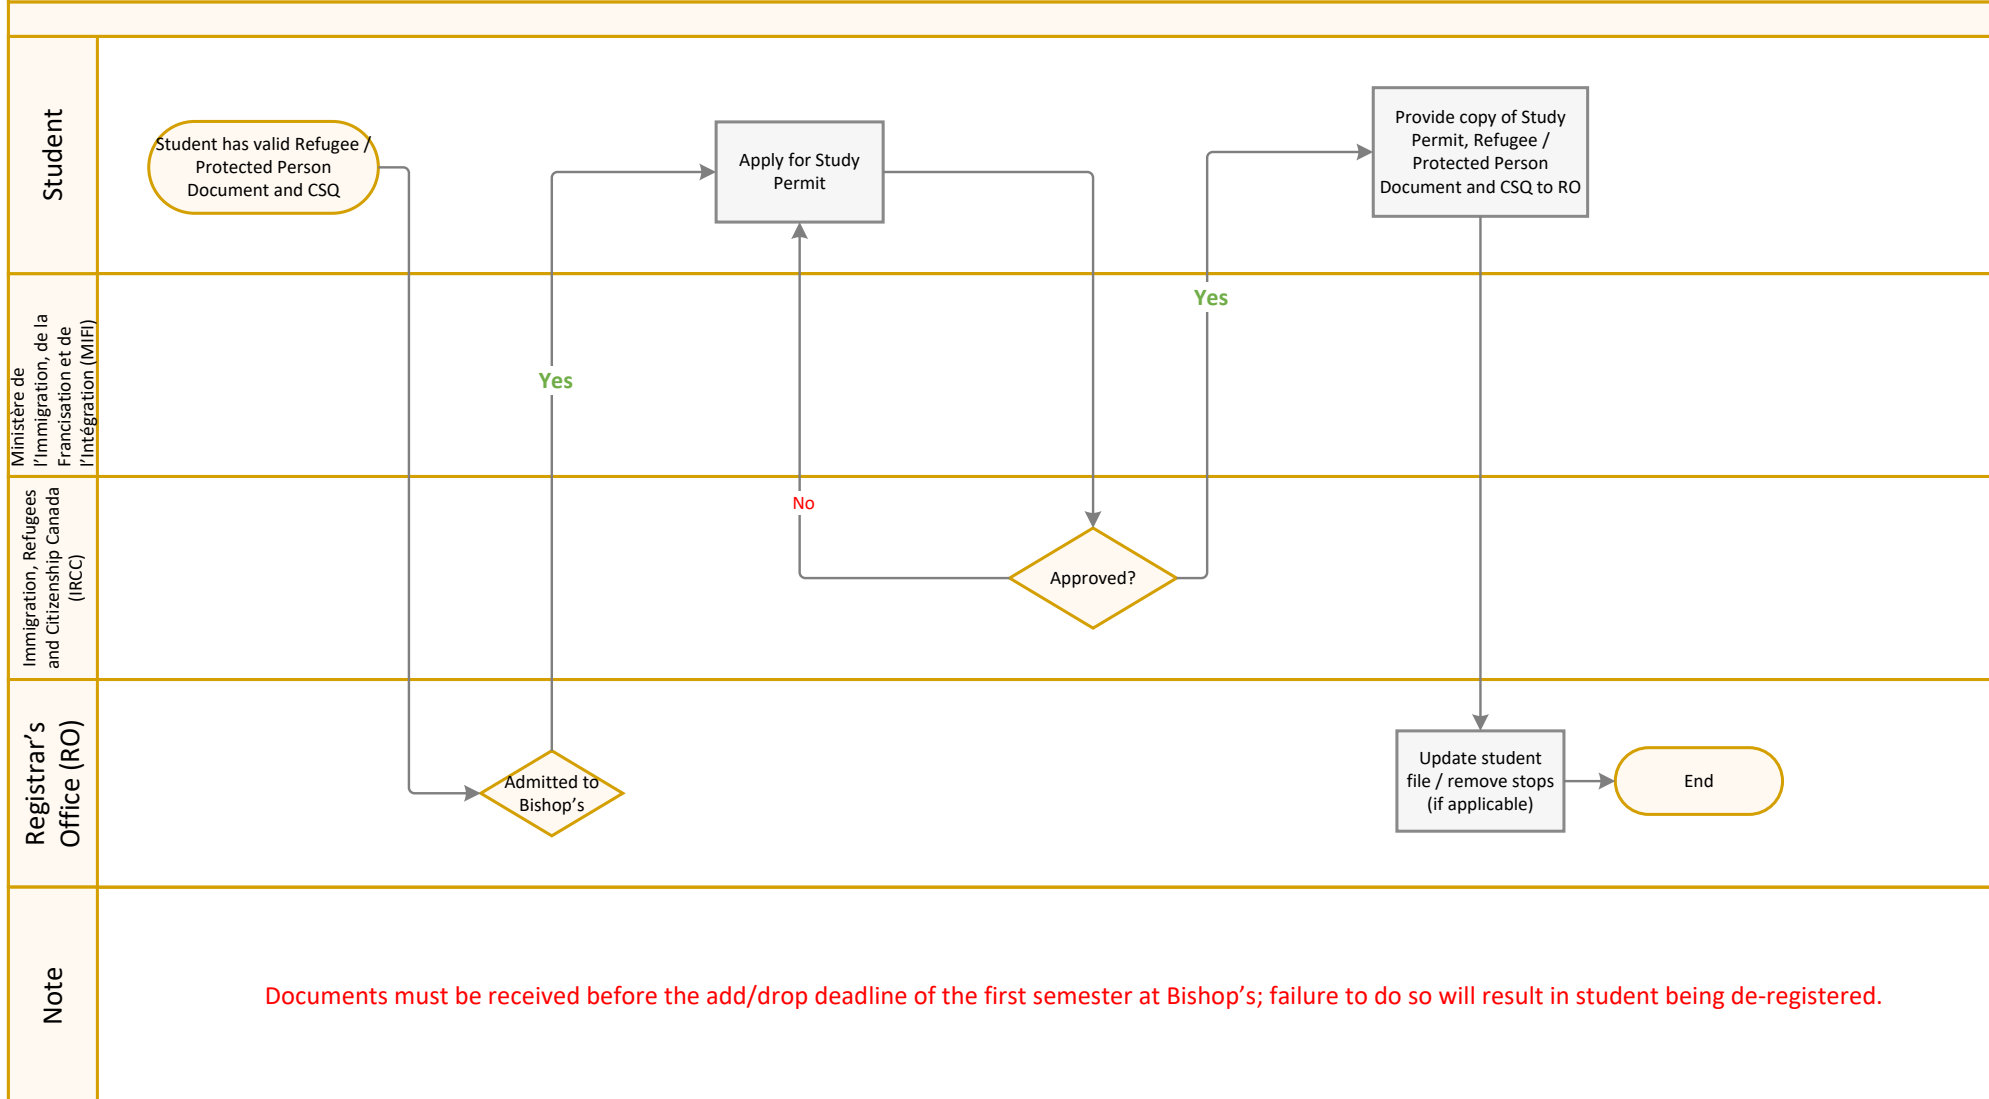 Student
Student has valid Refugee /
Protected Person
Document and CSQ
Apply for Study
Permit
Provide copy of Study
Permit, Refugee /
Protected Person
Document and CSQ to RO
Ministère de
l'Immigration, de la
Francisation et de
l'Intégration (MIFI)
Yes
Yes
Immigration, Refugees
and Citizenship Canada
(IRCC)
No
Approved?
Registrar's
Office (RO)
Admitted to
Bishop's
Update student
file / remove stops
(if applicable)
End
Note
Documents must be received before the add/drop deadline of the first semester at Bishop's; failure to do so will result in student being de-registered.